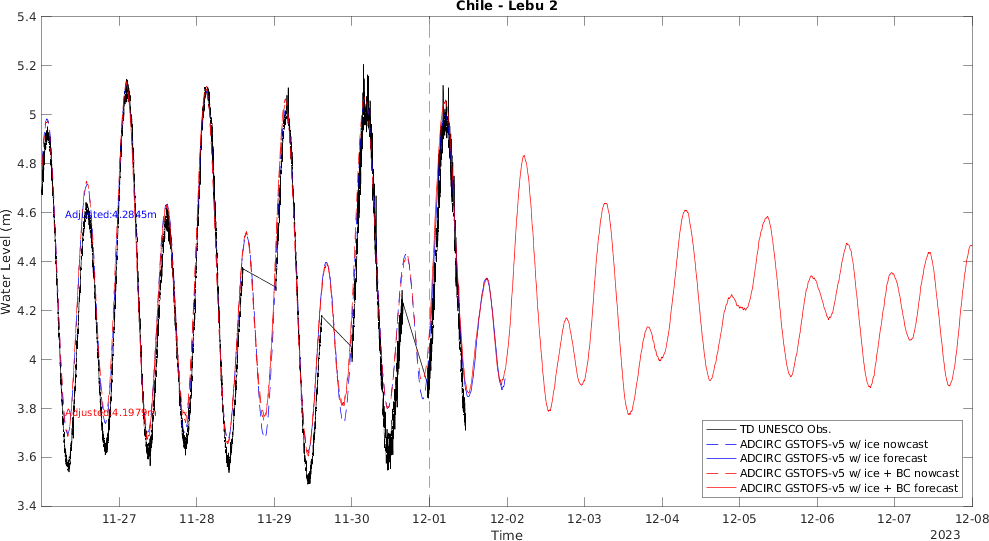 Chile - Lebu 2
5.4
5.2
5
4.8
4.6
4.4
4.2
4
3.8
3.6
3.4
Water Level (m)
Adjusted:4.2845m
Adjusted:4.1979m
TD UNESCO Obs.
ADCIRC GSTOFS-v5 w/ ice nowcast
ADCIRC GSTOFS-v5 w/ ice forecast
ADCIRC GSTOFS-v5 w/ ice + BC nowcast
ADCIRC GSTOFS-v5 w/ ice + BC forecast
11-27 11-28 11-29 11-30 12-01 12-02 12-03 12-04 12-05 12-06 12-07 12-08
Time
2023